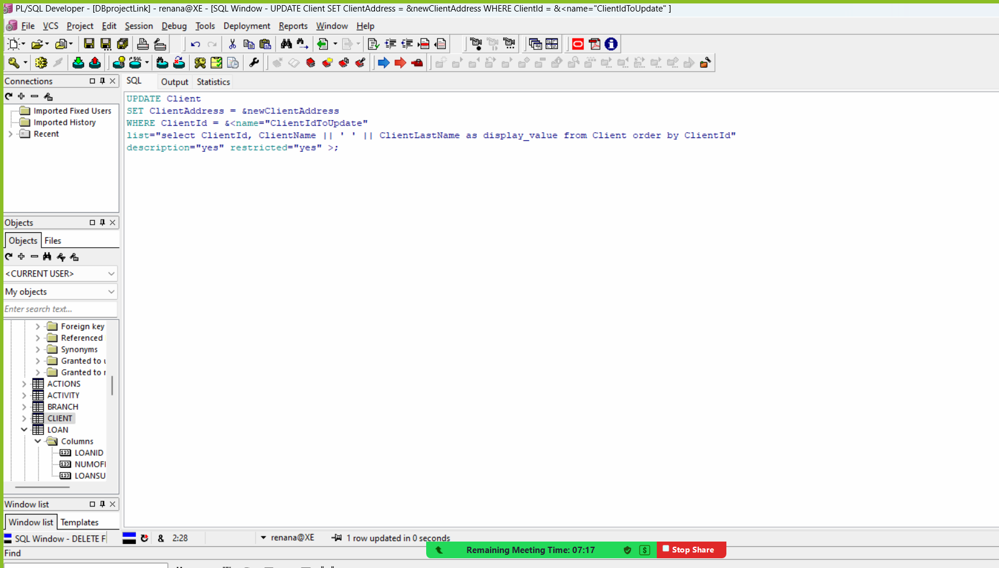 PL/SQL Developer - [DBprojectLink] - renana@XE - [SQL Window - UPDATE Client SET ClientAddress = &newClientAddress WHERE ClientId = &<name="ClientIdToUpdate" ]
File VCS Project Edit Session Debug Tools Deployment Reports Window Help
Connections
Imported Fixed Users
Imported History
Recent
SQL Output Statistics
UPDATE Client
SET ClientAddress = &newClientAddress
WHERE ClientId = &<name="ClientIdToUpdate"
list="select ClientId, ClientName || ' ' || ClientLastName as display_value from Client order by ClientId"
description="yes" restricted="yes" >;
Objects
Objects Files
<CURRENT USER>
My objects
Enter search text...
Foreign key
Referenced
Synonyms
Granted to
Granted to
ACTIONS
ACTIVITY
BRANCH
CLIENT
LOAN
Columns
123 LOANID
123 NUMOF
123 LOANSU
Window list
Window list Templates
SQL Window - DELETE F
& 2:28 renana@XE 1 row updated in 0 seconds
Remaining Meeting Time: 07:17 $ Stop Share
Find